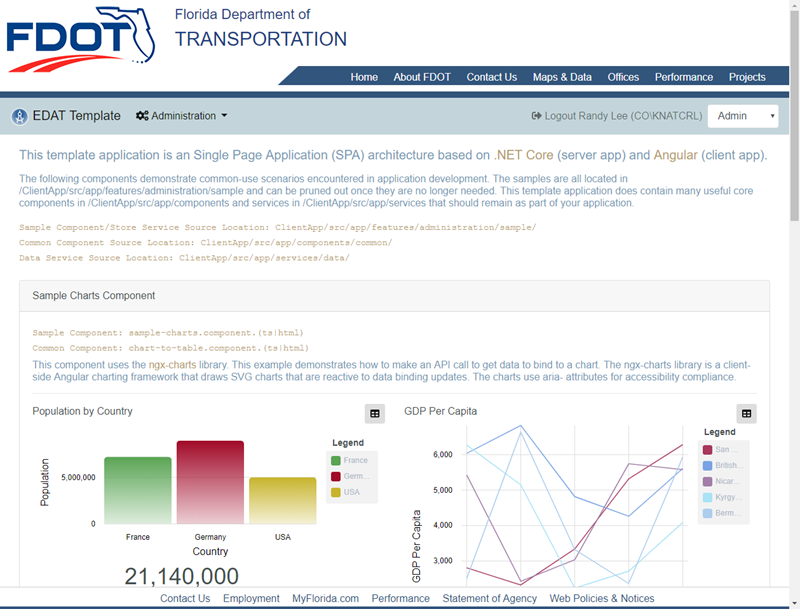 FDOT
Florida Department of
TRANSPORTATION
Home About FDOT Contact Us Maps & Data Offices Performance Projects
EDAT Template Administration Logout Randy Lee (CO\KNATCRL) Admin
This template application is an Single Page Application (SPA) architecture based on .NET Core (server app) and Angular (client app).
The following components demonstrate common-use scenarios encountered in application development. The samples are all located in
/ClientApp/src/app/features/administration/sample and can be pruned out once they are no longer needed. This template application does contain many useful core
components in /ClientApp/src/app/components and services in /ClientApp/src/app/services that should remain as part of your application.
Sample Component/Store Service Source Location: ClientApp/src/app/features/administration/sample/
Common Component Source Location: ClientApp/src/app/components/common/
Data Service Source Location: ClientApp/src/app/services/data/
Sample Charts Component
Sample Component: sample-charts.component.(ts|html)
Common Component: chart-to-table.component.(ts|html)
This component uses the ngx-charts library. This example demonstrates how to make an API call to get data to bind to a chart. The ngx-charts library is a client-
side Angular charting framework that draws SVG charts that are reactive to data binding updates. The charts use aria- attributes for accessibility compliance.
Population by Country
Population
5,000,000
0
France Germany USA
Country
Legend
France
Germ...
USA
21,140,000
GDP Per Capita
GDP Per Capita
6,000
5,000
4,000
3,000
Legend
San ...
British...
Nicar...
Kyrgy...
Berm...
Contact Us Employment MyFlorida.com Performance Statement of Agency Web Policies & Notices